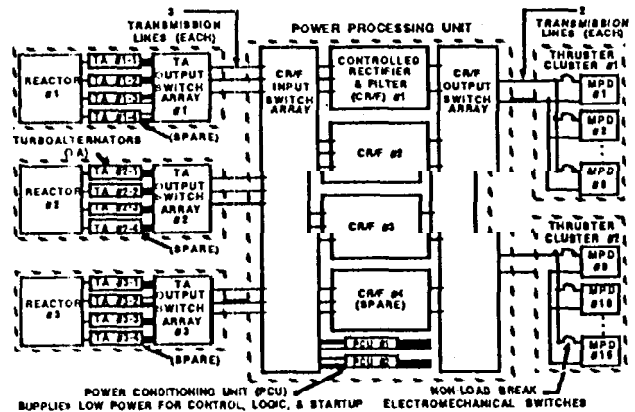 3
TRANSMISSION
LINES (EACH)
POWER PROCESSING UNIT
2
TRANSMISSION
LINES (EACH)
THRUSTER
CLUSTER #1
REACTOR
#1
TA #1-1
TA #1-2
TA #1-3
TA #1-4
(SPARE)
TA
OUTPUT
SWITCH
ARRAY
#1
CR/F
INPUT
SWITCH
ARRAY
CONTROLLED
RECTIFIER
& FILTER
(CR/F) #1
CR/F
OUTPUT
SWITCH
ARRAY
MPD
#1
MPD
#2
MPD
#8
TURBOALTERNATORS
(TA)
REACTOR
#2
TA #2-1
TA #2-2
TA #2-3
TA #2-4
(SPARE)
TA
OUTPUT
SWITCH
ARRAY
#2
CR/F #2
CR/F #3
THRUSTER
CLUSTER #2
MPD
#9
MPD
#10
MPD
#16
REACTOR
#3
TA #3-1
TA #3-2
TA #3-3
TA #3-4
(SPARE)
TA
OUTPUT
SWITCH
ARRAY
#3
CR/F #4
(SPARE)
PCU #1
PCU #2
POWER CONDITIONING UNIT (PCU)
SUPPLIES LOW POWER FOR CONTROL, LOGIC, & STARTUP
NON-LOAD BREAK
ELECTROMECHANICAL SWITCHES